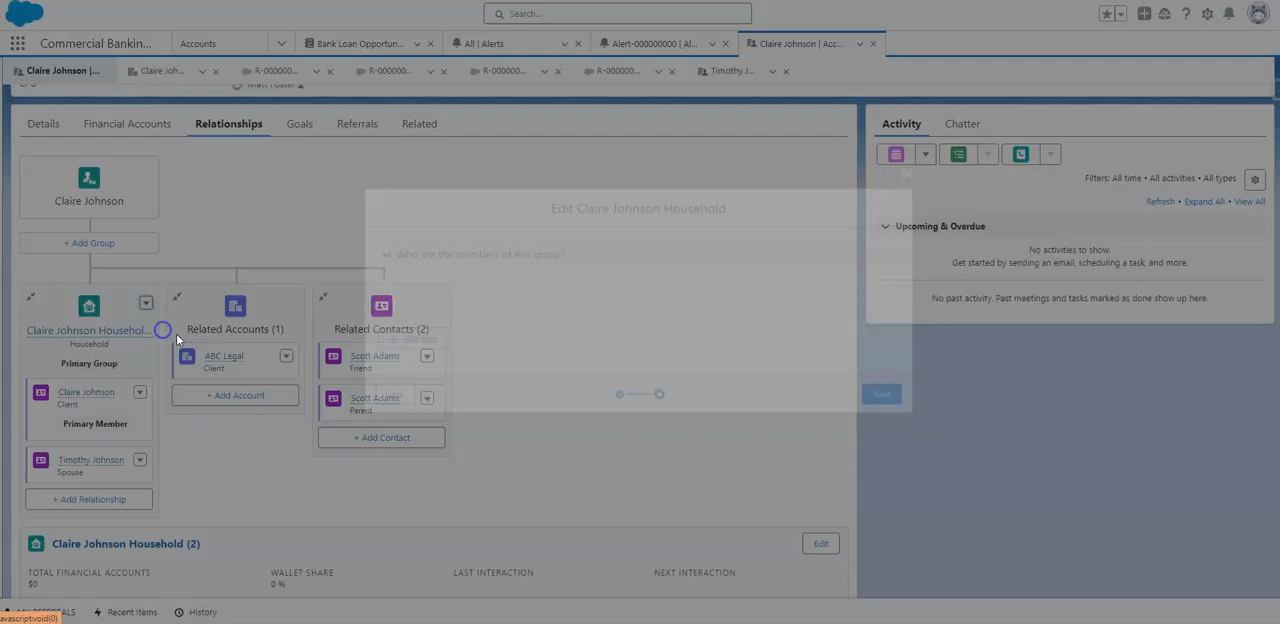 Search...
Commercial Bankin...
Accounts
Bank Loan Opportun...
All | Alerts
Alert-000000000 | Al...
Claire Johnson | Acc...
Claire Johnson |...
Claire Joh...
R-000000...
R-000000...
R-000000...
R-000000...
Timothy J...
Details
Financial Accounts
Relationships
Goals
Referrals
Related
Activity
Chatter
Claire Johnson
+ Add Group
Filters: All time • All activities • All types
Refresh • Expand All • View All
Edit Claire Johnson Household
Who are the members of this group?
Upcoming & Overdue
No activities to show.
Get started by sending an email, scheduling a task, and more.
No past activity. Past meetings and tasks marked as done show up here.
Claire Johnson Househol...
Household
Primary Group
Claire Johnson
Client
Primary Member
Timothy Johnson
Spouse
+ Add Relationship
Related Accounts (1)
ABC Legal
Client
+ Add Account
Related Contacts (2)
Scott Adams
Friend
Scott Adams
Parent
+ Add Contact
Save
Claire Johnson Household (2)
Edit
TOTAL FINANCIAL ACCOUNTS
$0
WALLET SHARE
0 %
LAST INTERACTION
NEXT INTERACTION
Recent Items
History
avascript:void(0)